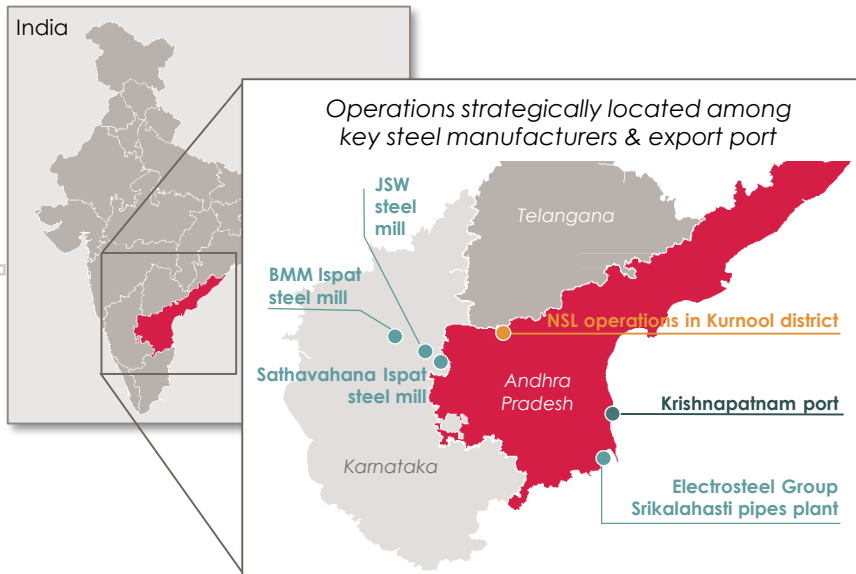 India
Operations strategically located among
key steel manufacturers & export port
JSW
steel
mill
Telangana
BMM Ispat
steel mill
NSL operations in Kurnool district
Sathavahana Ispat
steel mill
Andhra
Pradesh
Krishnapatnam port
Karnataka
Electrosteel Group
Srikalahasti pipes plant